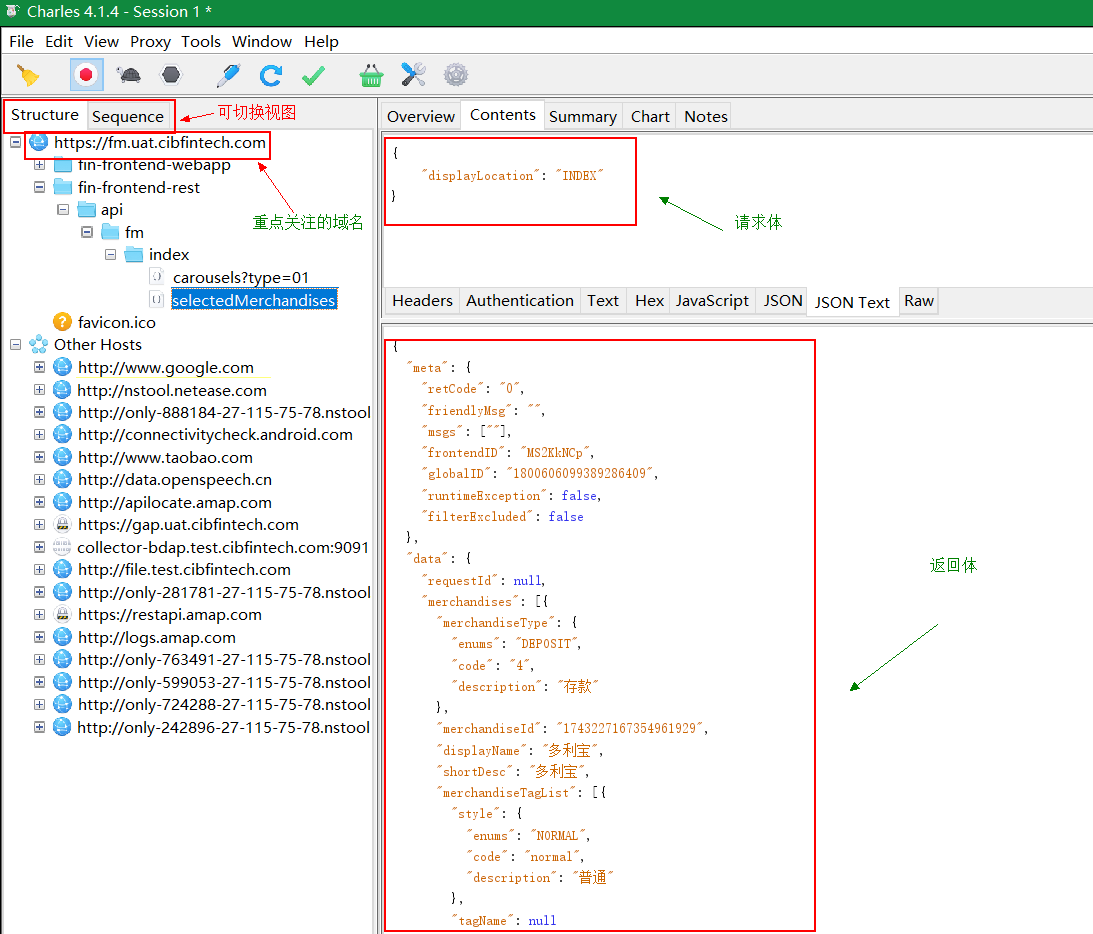 Charles 4.1.4 - Session 1 *
File Edit View Proxy Tools Window Help
Structure Sequence
可切换视图
https://fm.uat.cibfintech.com
fin-frontend-webapp
fin-frontend-rest
重点关注的域名
api
fm
index
carousels?type=01
selectedMerchandises
favicon.ico
Other Hosts
http://www.google.com
http://nstool.netease.com
http://only-888184-27-115-75-78.nstool
http://connectivitycheck.android.com
http://www.taobao.com
http://data.openspeech.cn
http://apilocate.amap.com
https://gap.uat.cibfintech.com
collector-bdap.test.cibfintech.com:9091
http://file.test.cibfintech.com
http://only-281781-27-115-75-78.nstool
https://restapi.amap.com
http://logs.amap.com
http://only-763491-27-115-75-78.nstool
http://only-599053-27-115-75-78.nstool
http://only-724288-27-115-75-78.nstool
http://only-242896-27-115-75-78.nstool
Overview Contents Summary Chart Notes
{
"displayLocation": "INDEX"
}
请求体
Headers Authentication Text Hex JavaScript JSON JSON Text Raw
{
"meta": {
"retCode": "0",
"friendlyMsg": "",
"msgs": [""],
"frontendID": "MS2KkNCp",
"globalID": "1800606099389286409",
"runtimeException": false,
"filterExcluded": false
},
"data": {
"requestId": null,
"merchandises": [{
"merchandiseType": {
"enums": "DEPOSIT",
"code": "4",
"description": "存款"
},
"merchandiseId": "1743227167354961929",
"displayName": "多利宝",
"shortDesc": "多利宝",
"merchandiseTagList": [{
"style": {
"enums": "NORMAL",
"code": "normal",
"description": "普通"
},
"tagName": null
返回体